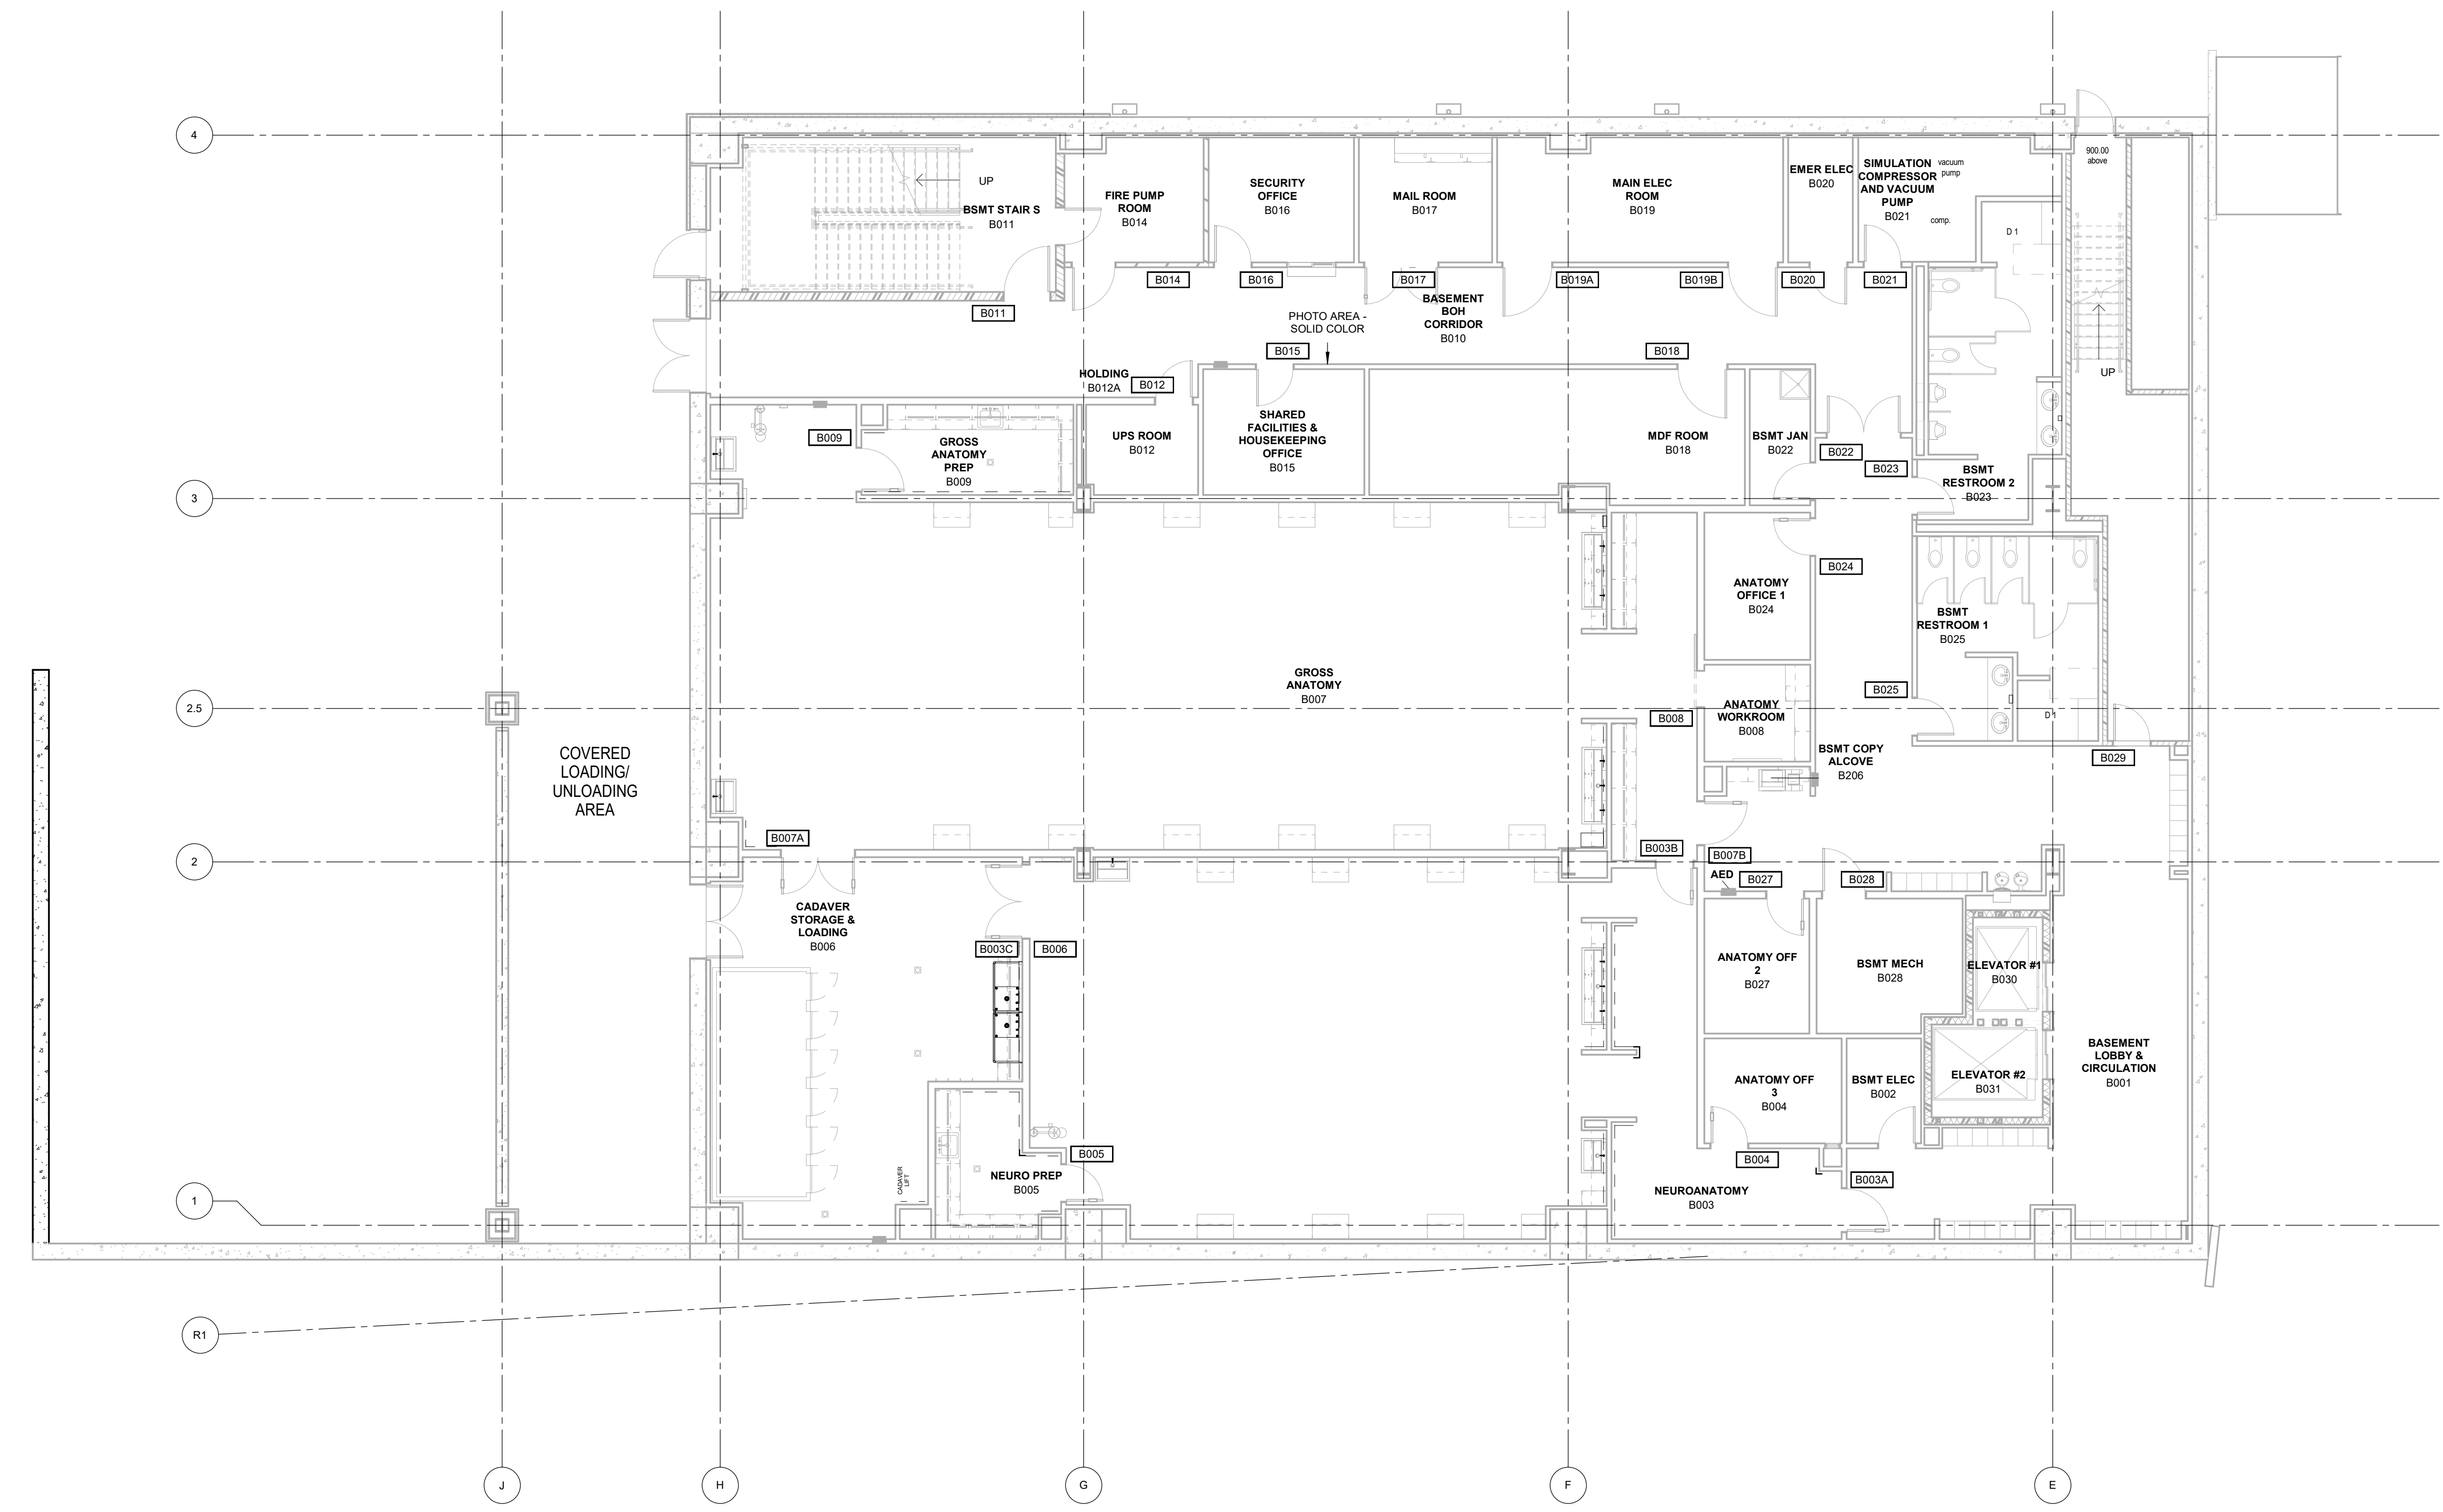 4
900.00
above
UP
BSMT STAIR S
B011
FIRE PUMP
ROOM
B014
SECURITY
OFFICE
B016
MAIL ROOM
B017
MAIN ELEC
ROOM
B019
EMER ELEC
B020
SIMULATION
COMPRESSOR
AND VACUUM
PUMP
B021
vacuum
pump
comp.
D 1
B014
B016
B017
B019A
B019B
B020
B021
B011
BASEMENT
BOH
CORRIDOR
B010
PHOTO AREA -
SOLID COLOR
B015
B018
UP
HOLDING
B012A
B012
B009
GROSS
ANATOMY
PREP
B009
UPS ROOM
B012
SHARED
FACILITIES &
HOUSEKEEPING
OFFICE
B015
MDF ROOM
B018
BSMT JAN
B022
B022
B023
BSMT
RESTROOM 2
B023
3
B024
ANATOMY
OFFICE 1
B024
BSMT
RESTROOM 1
B025
GROSS
ANATOMY
B007
B025
2.5
B008
ANATOMY
WORKROOM
B008
D 1
COVERED
LOADING/
UNLOADING
AREA
BSMT COPY
ALCOVE
B206
B029
B007A
B003B
B007B
2
AED
B027
B028
CADAVER
STORAGE &
LOADING
B006
B003C
B006
ANATOMY OFF
2
B027
BSMT MECH
B028
ELEVATOR #1
B030
BASEMENT
LOBBY &
CIRCULATION
B001
ANATOMY OFF
3
B004
BSMT ELEC
B002
ELEVATOR #2
B031
B005
B004
B003A
CADAVER
LIFT
NEURO PREP
B005
NEUROANATOMY
B003
1
R1
J
H
G
F
E